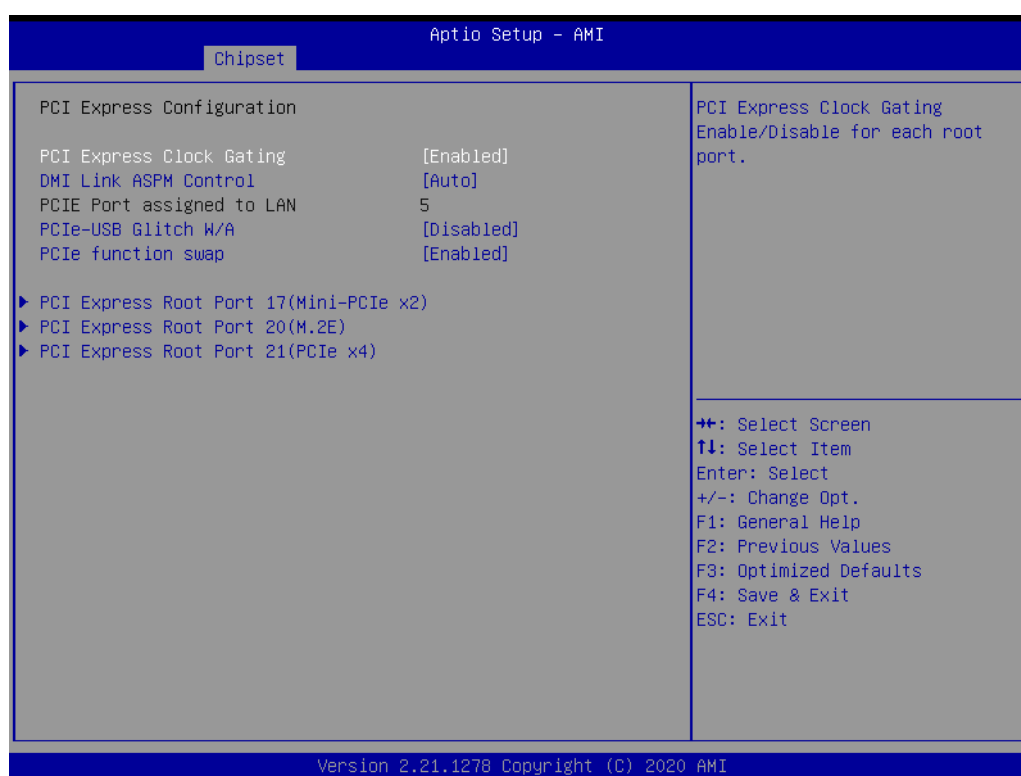 Aptio Setup – AMI
Chipset
PCI Express Configuration
PCI Express Clock Gating [Enabled]
DMI Link ASPM Control [Auto]
PCIE Port assigned to LAN 5
PCIe-USB Glitch W/A [Disabled]
PCIe function swap [Enabled]
▶ PCI Express Root Port 17(Mini-PCIe x2)
▶ PCI Express Root Port 20(M.2E)
▶ PCI Express Root Port 21(PCIe x4)
PCI Express Clock Gating
Enable/Disable for each root
port.
→←: Select Screen
↑↓: Select Item
Enter: Select
+/-: Change Opt.
F1: General Help
F2: Previous Values
F3: Optimized Defaults
F4: Save & Exit
ESC: Exit
Version 2.21.1278 Copyright (C) 2020 AMI